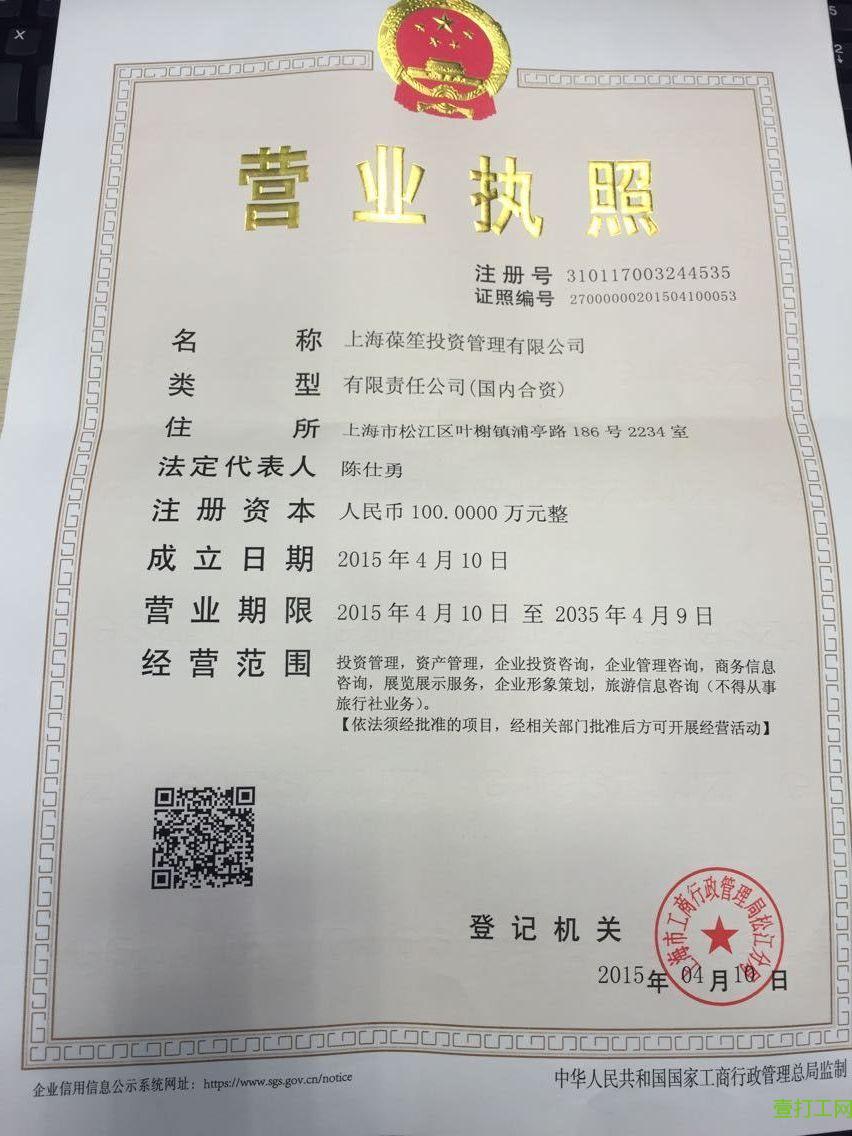 营业执照
注册号 310117003244535
证照编号 27000000201504100053
名称 上海葆笙投资管理有限公司
类型 有限责任公司(国内合资)
住所 上海市松江区叶榭镇浦亭路 186 号 2234 室
法定代表人 陈仕勇
注册资本 人民币 100.0000 万元整
成立日期 2015 年 4 月 10 日
营业期限 2015 年 4 月 10 日 至 2035 年 4 月 9 日
经营范围 投资管理，资产管理，企业投资咨询，企业管理咨询，商务信息
咨询，展览展示服务，企业形象策划，旅游信息咨询（不得从事
旅行社业务）。
【依法须经批准的项目，经相关部门批准后方可开展经营活动】
登记机关
上海市工商行政管理局松江分局
2015 年 04 月 10 日
企业信用信息公示系统网址：https://www.sgs.gov.cn/notice
中华人民共和国国家工商行政管理总局监制
壹打工网